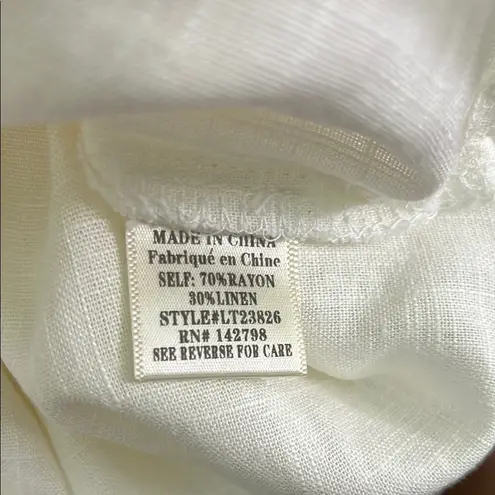 MADE IN CHINA
Fabriqué en Chine
SELF: 70%RAYON
30%LINEN
STYLE#LT23826
RN# 142798
SEE REVERSE FOR CARE